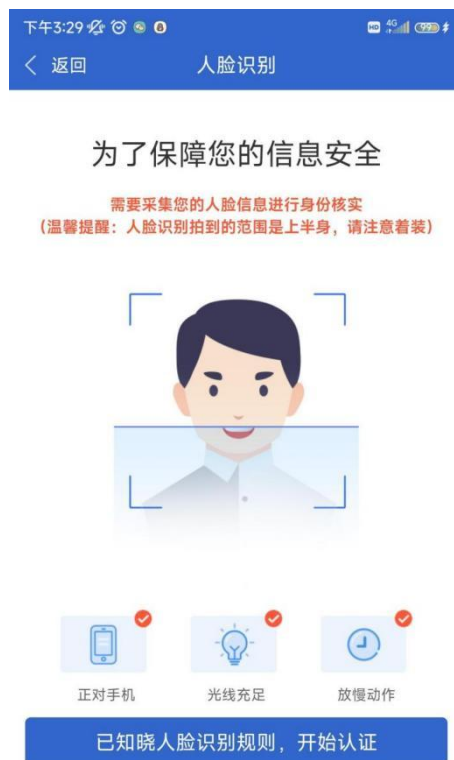 下午3:29
HD 4G 99
返回 人脸识别
为了保障您的信息安全
需要采集您的人脸信息进行身份核实
(温馨提醒：人脸识别拍到的范围是上半身，请注意着装)
正对手机 光线充足 放慢动作
已知晓人脸识别规则，开始认证